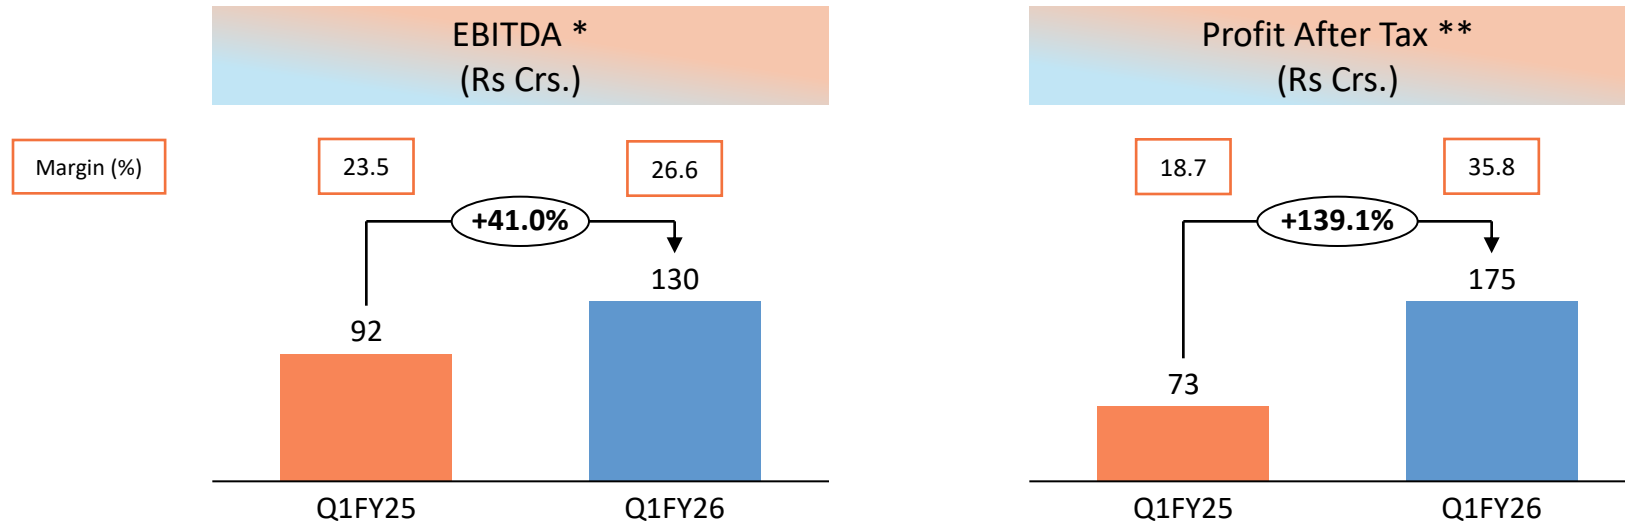 EBITDA *
(Rs Crs.)
Profit After Tax **
(Rs Crs.)
Margin (%)
23.5
26.6
18.7
35.8
+41.0%
+139.1%
92
130
73
175
Q1FY25
Q1FY26
Q1FY25
Q1FY26